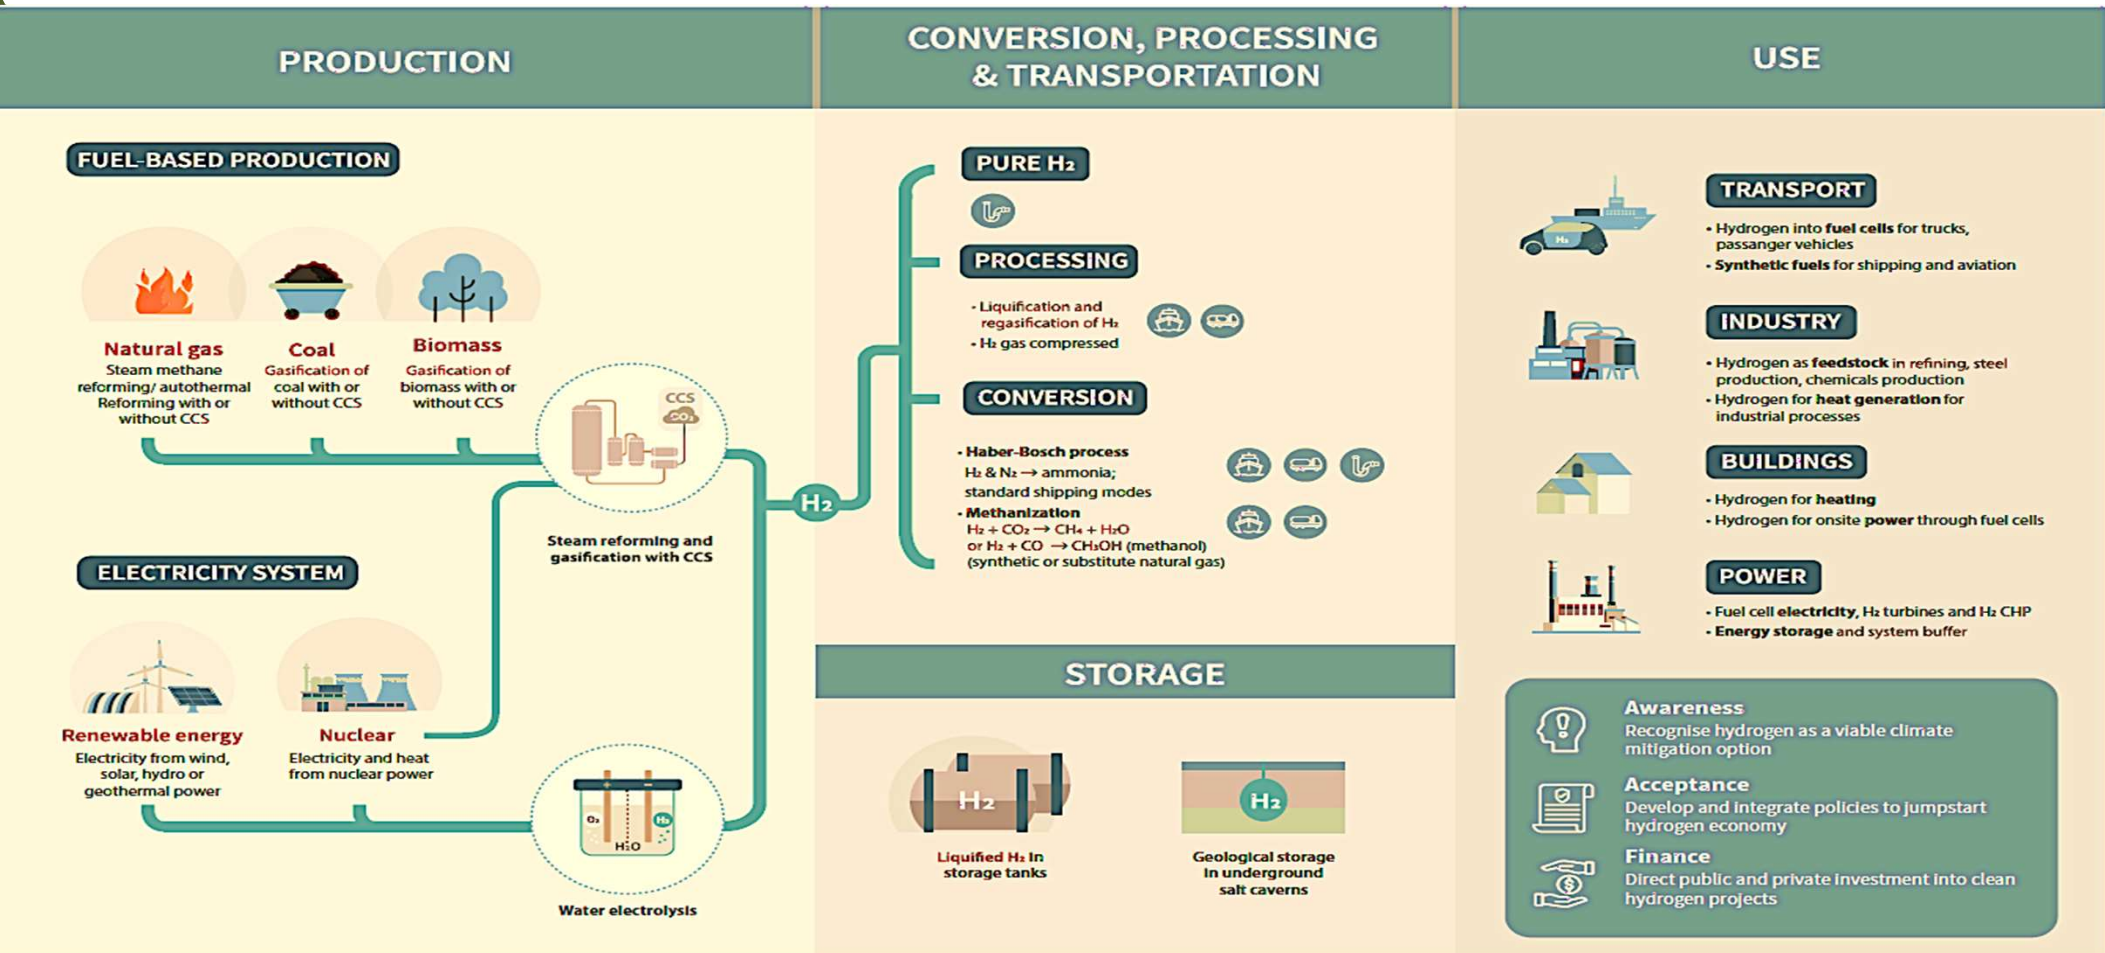 PRODUCTION
FUEL-BASED PRODUCTION
Natural gas
Steam methane
reforming/ autothermal
Reforming with or
without CCS
Coal
Gasification of
coal with or
without CCS
Biomass
Gasification of
biomass with or
without CCS
CCS
CO₂
Steam reforming and
gasification with CCS
ELECTRICITY SYSTEM
Renewable energy
Electricity from wind,
solar, hydro or
geothermal power
Nuclear
Electricity and heat
from nuclear power
+ -
O₂
H₂
H₂O
Water electrolysis
H₂
CONVERSION, PROCESSING
& TRANSPORTATION
PURE H₂
PROCESSING
• Liquification and
regasification of H₂
• H₂ gas compressed
CONVERSION
• Haber-Bosch process
H₂ & N₂ → ammonia;
standard shipping modes
• Methanization
H₂ + CO₂ → CH₄ + H₂O
or H₂ + CO → CH₃OH (methanol)
(synthetic or substitute natural gas)
STORAGE
H₂
Liquified H₂ in
storage tanks
H₂
Geological storage
in underground
salt caverns
USE
H₂
TRANSPORT
• Hydrogen into fuel cells for trucks,
passanger vehicles
• Synthetic fuels for shipping and aviation
INDUSTRY
• Hydrogen as feedstock in refining, steel
production, chemicals production
• Hydrogen for heat generation for
industrial processes
BUILDINGS
• Hydrogen for heating
• Hydrogen for onsite power through fuel cells
POWER
• Fuel cell electricity, H₂ turbines and H₂ CHP
• Energy storage and system buffer
Awareness
Recognise hydrogen as a viable climate
mitigation option
Acceptance
Develop and integrate policies to jumpstart
hydrogen economy
Finance
Direct public and private investment into clean
hydrogen projects